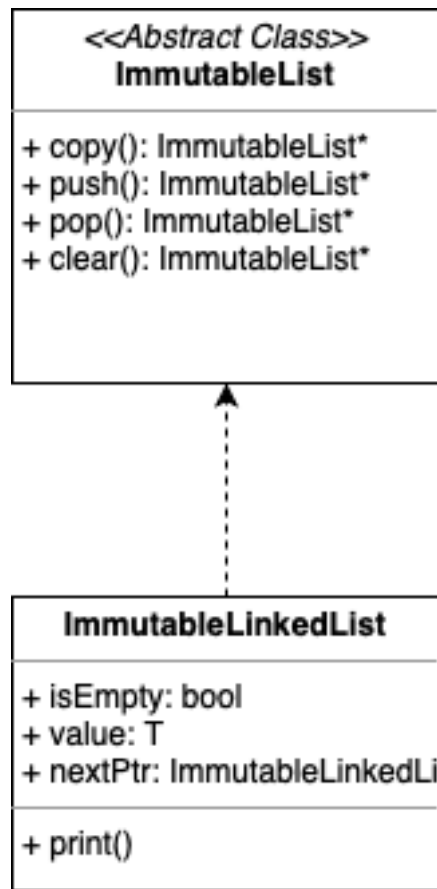 <<Abstract Class>>
ImmutableList
+ copy(): ImmutableList*
+ push(): ImmutableList*
+ pop(): ImmutableList*
+ clear(): ImmutableList*
ImmutableLinkedList
+ isEmpty: bool
+ value: T
+ nextPtr: ImmutableLinkedLi
+ print()